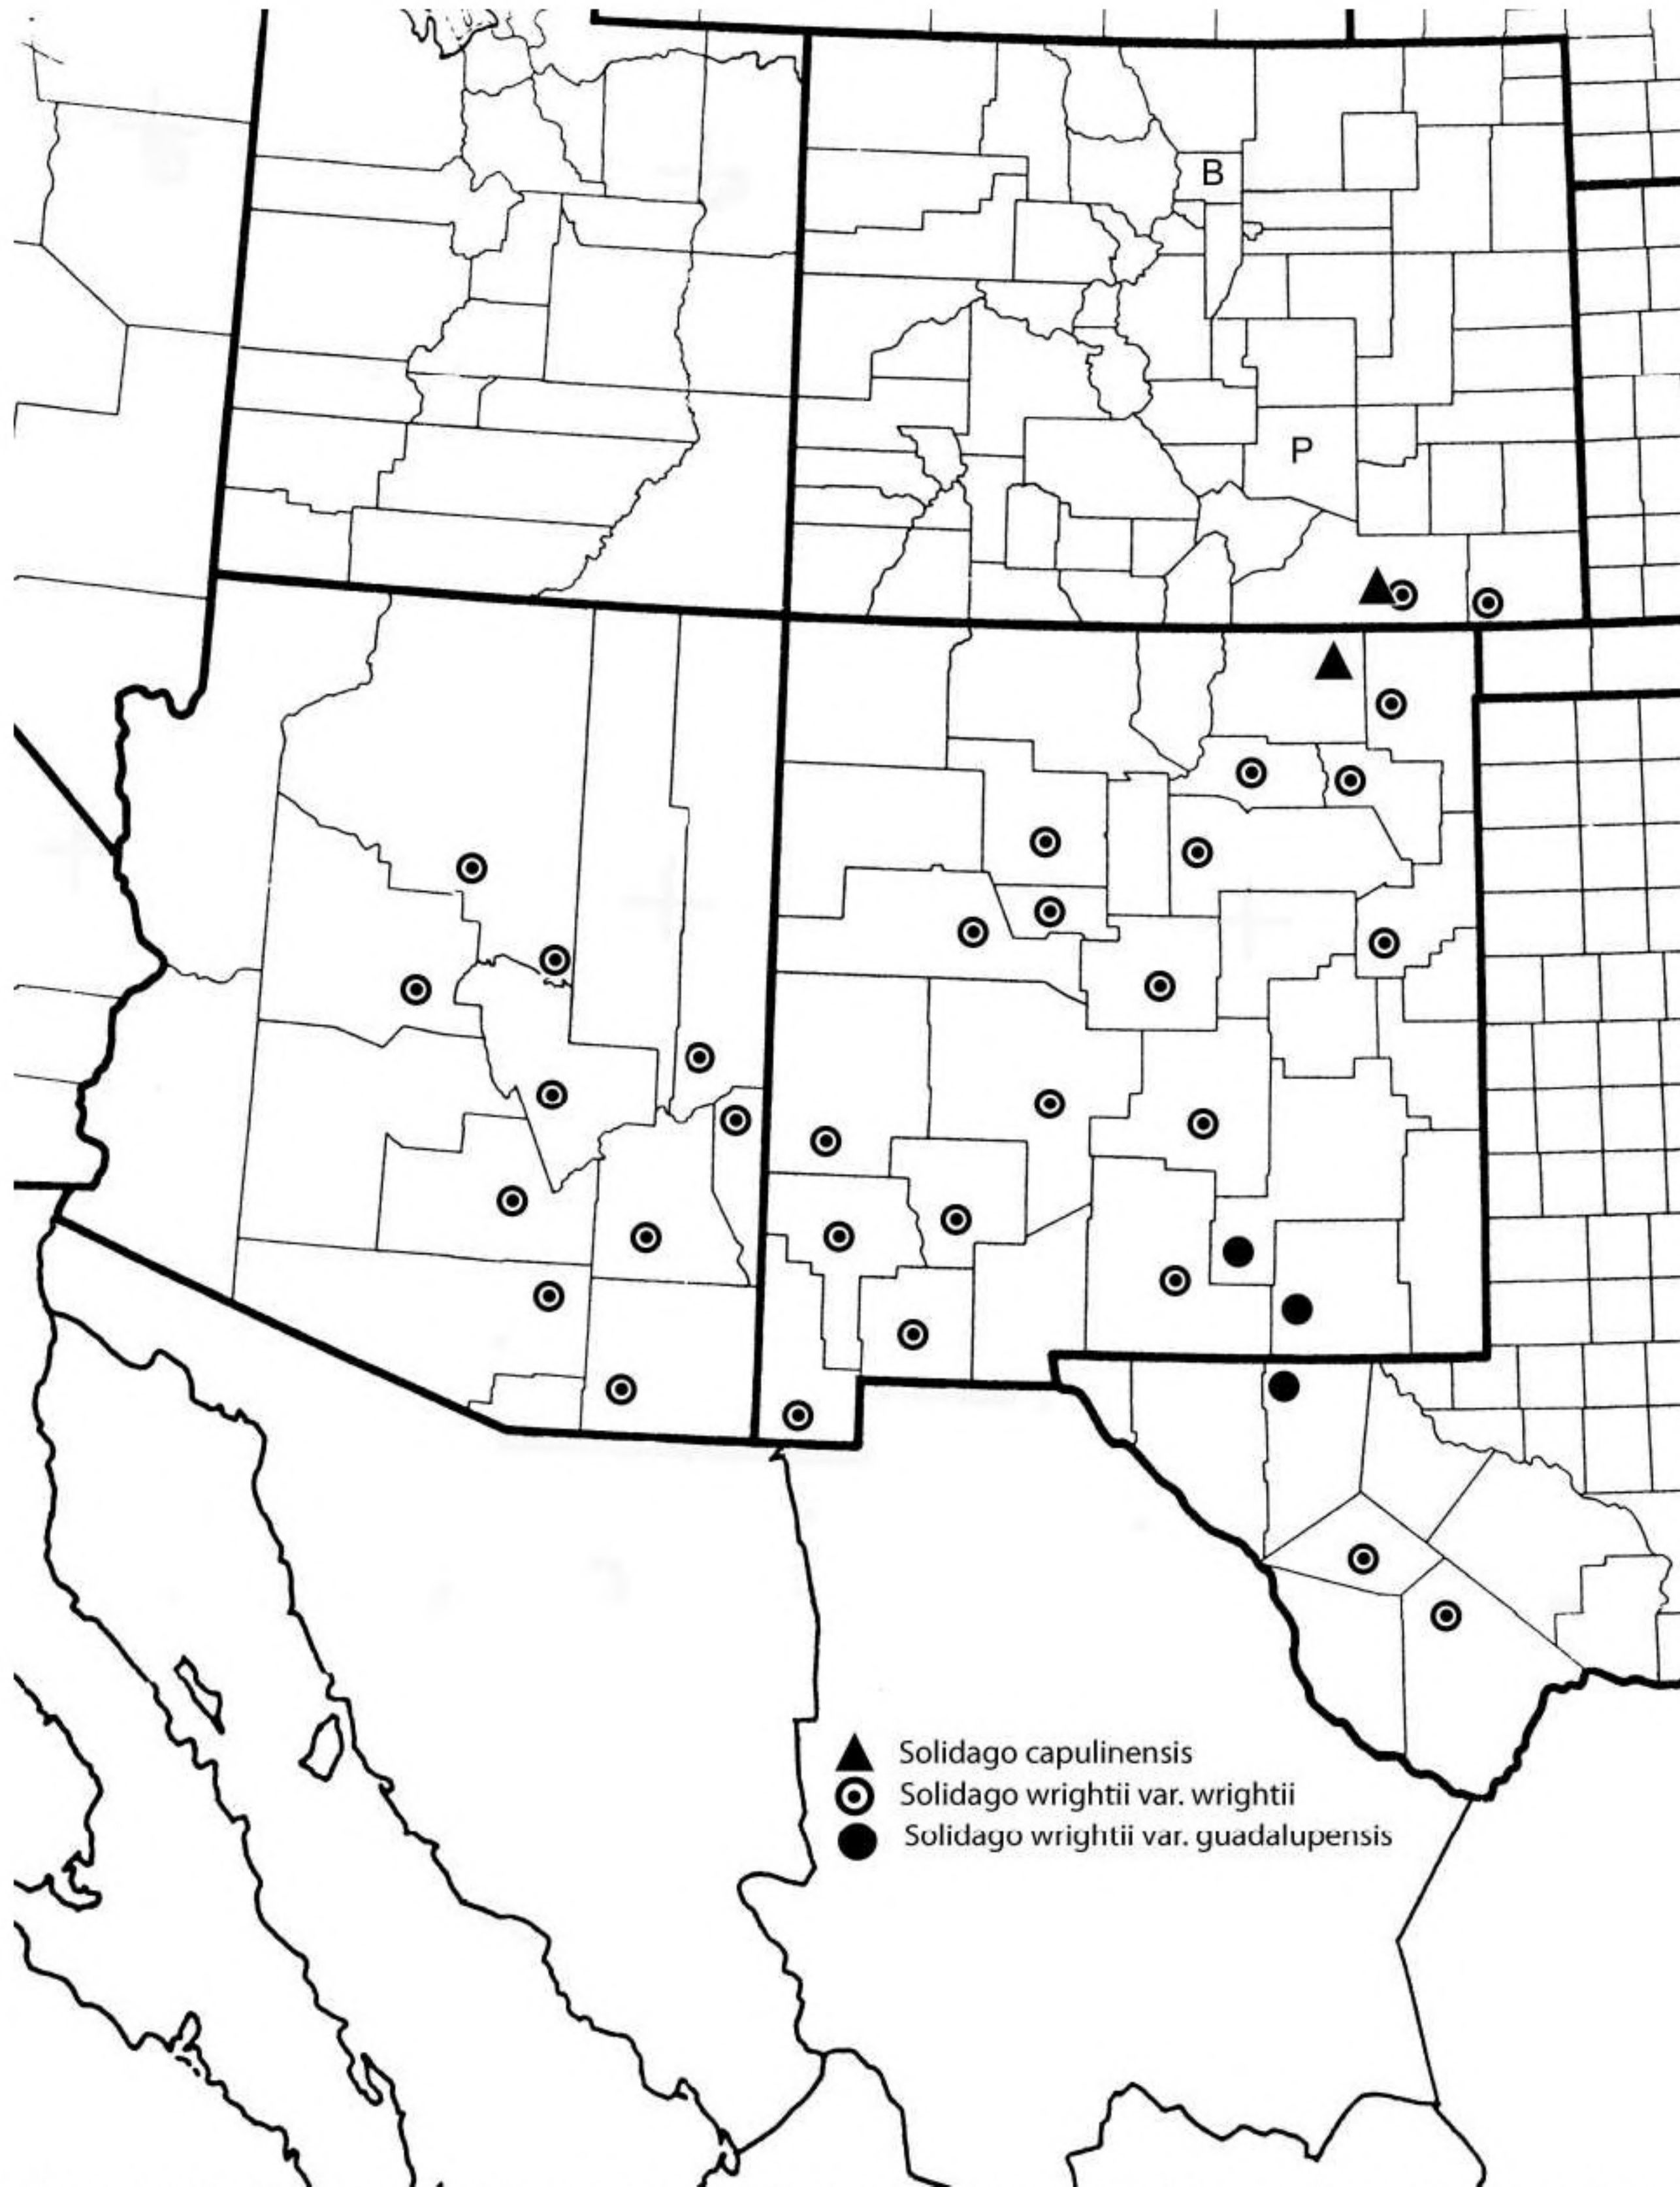 B
P
Solidago capulinensis
Solidago wrightii var. wrightii
Solidago wrightii var. guadalupensis